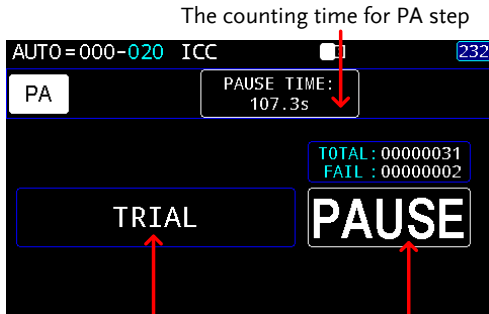 The counting time for PA step
AUTO=000-020 ICC
232
PA
PAUSE TIME:
107.3s
TOTAL:00000031
FAIL :00000002
TRIAL
PAUSE